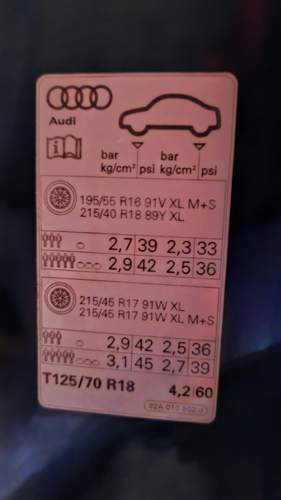 Audi
bar psi bar psi
kg/cm² kg/cm²
195/55 R16 91V XL M+S
215/40 R18 89Y XL
2,7 39 2,3 33
2,9 42 2,5 36
215/45 R17 91W XL
215/45 R17 91W XL M+S
2,9 42 2,5 36
3,1 45 2,7 39
T125/70 R18 4,2 60